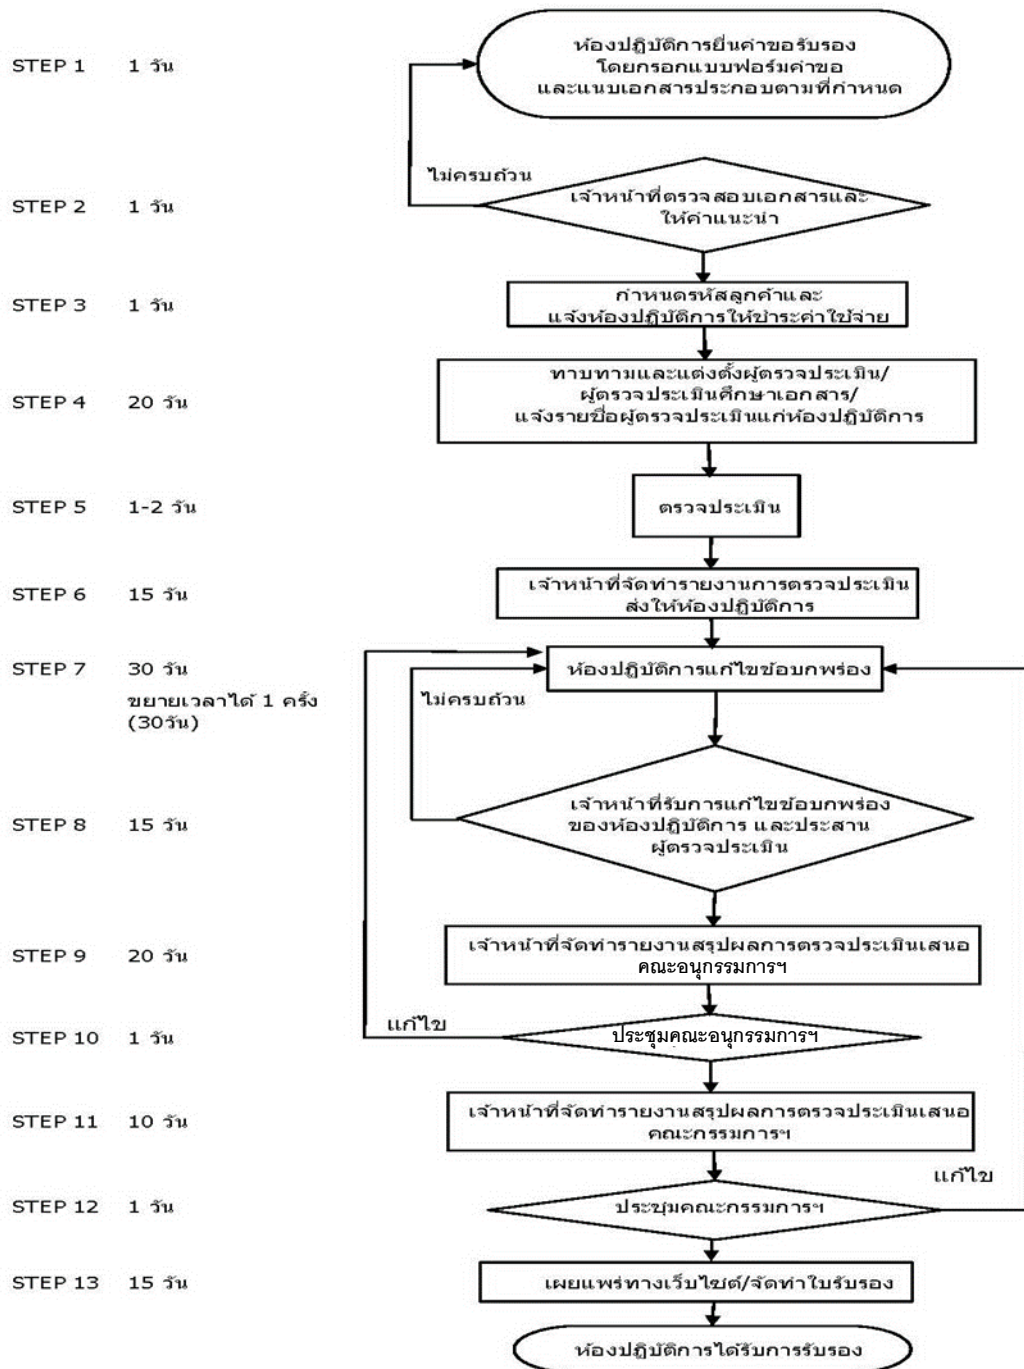 STEP 1 1 วัน
ห้องปฏิบัติการยื่นคำขอรับรอง
โดยกรอกแบบฟอร์มคำขอ
และแนบเอกสารประกอบตามที่กำหนด
ไม่ครบถ้วน
STEP 2 1 วัน
เจ้าหน้าที่ตรวจสอบเอกสารและ
ให้คำแนะนำ
STEP 3 1 วัน
กำหนดรหัสลูกค้าและ
แจ้งห้องปฏิบัติการให้ชำระค่าใช้จ่าย
STEP 4 20 วัน
ทาบทามและแต่งตั้งผู้ตรวจประเมิน/
ผู้ตรวจประเมินศึกษาเอกสาร/
แจ้งรายชื่อผู้ตรวจประเมินแก่ห้องปฏิบัติการ
STEP 5 1-2 วัน
ตรวจประเมิน
STEP 6 15 วัน
เจ้าหน้าที่จัดทำรายงานการตรวจประเมิน
ส่งให้ห้องปฏิบัติการ
STEP 7 30 วัน
ขยายเวลาได้ 1 ครั้ง
(30วัน)
ห้องปฏิบัติการแก้ไขข้อบกพร่อง
ไม่ครบถ้วน
STEP 8 15 วัน
เจ้าหน้าที่รับการแก้ไขข้อบกพร่อง
ของห้องปฏิบัติการ และประสาน
ผู้ตรวจประเมิน
STEP 9 20 วัน
เจ้าหน้าที่จัดทำรายงานสรุปผลการตรวจประเมินเสนอ
คณะอนุกรรมการฯ
แก้ไข
STEP 10 1 วัน
ประชุมคณะอนุกรรมการฯ
STEP 11 10 วัน
เจ้าหน้าที่จัดทำรายงานสรุปผลการตรวจประเมินเสนอ
คณะกรรมการฯ
แก้ไข
STEP 12 1 วัน
ประชุมคณะกรรมการฯ
STEP 13 15 วัน
เผยแพร่ทางเว็บไซต์/จัดทำใบรับรอง
ห้องปฏิบัติการได้รับการรับรอง